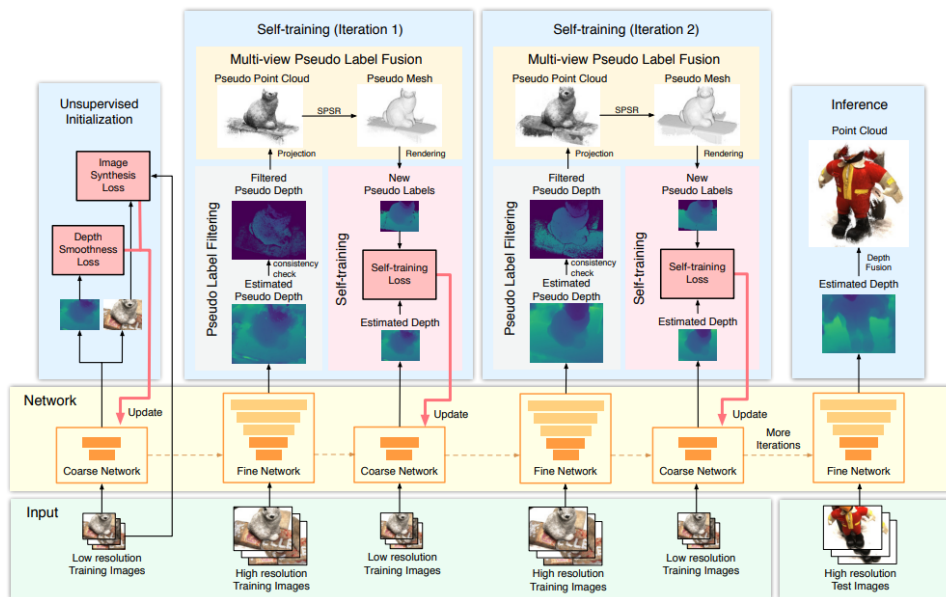 Unsupervised
Initialization
Image
Synthesis
Loss
Depth
Smoothness
Loss
Self-training (Iteration 1)
Multi-view Pseudo Label Fusion
Pseudo Point Cloud
Pseudo Mesh
SPSR
Projection
Rendering
Pseudo Label Filtering
Filtered
Pseudo Depth
consistency
check
Estimated
Pseudo Depth
Self-training
New
Pseudo Labels
Self-training
Loss
Estimated Depth
Self-training (Iteration 2)
Multi-view Pseudo Label Fusion
Pseudo Point Cloud
Pseudo Mesh
SPSR
Projection
Rendering
Pseudo Label Filtering
Filtered
Pseudo Depth
consistency
check
Estimated
Pseudo Depth
Self-training
New
Pseudo Labels
Self-training
Loss
Estimated Depth
Inference
Point Cloud
Depth
Fusion
Estimated Depth
Network
Update
Update
Update
More
Iterations
Coarse Network
Fine Network
Coarse Network
Fine Network
Coarse Network
Fine Network
Input
Low resolution
Training Images
High resolution
Training Images
Low resolution
Training Images
High resolution
Training Images
Low resolution
Training Images
High resolution
Test Images